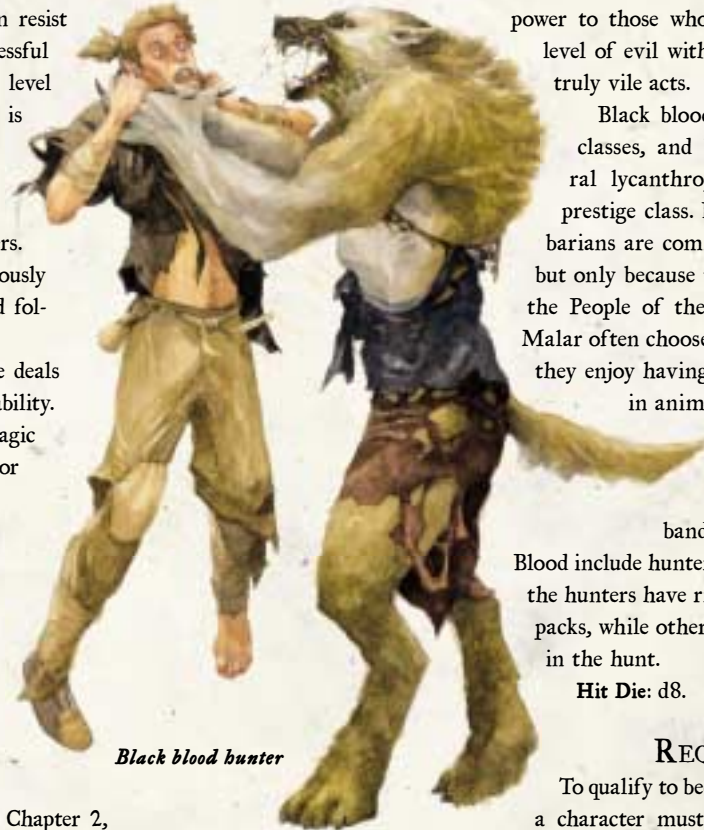 n resist
essful
level
is
rs.
ously
d fol-
e deals
bility.
agic
or
Black blood hunter
Chapter 2,
power to those who
level of evil with
truly vile acts.
Black blood
classes, and
ral lycanthro
prestige class.
barians are com
but only because
the People of the
Malar often choose
they enjoy having
in anim
band
Blood include hunter
the hunters have r
packs, while other
in the hunt.
Hit Die: d8.
REQ
To qualify to be
a character must